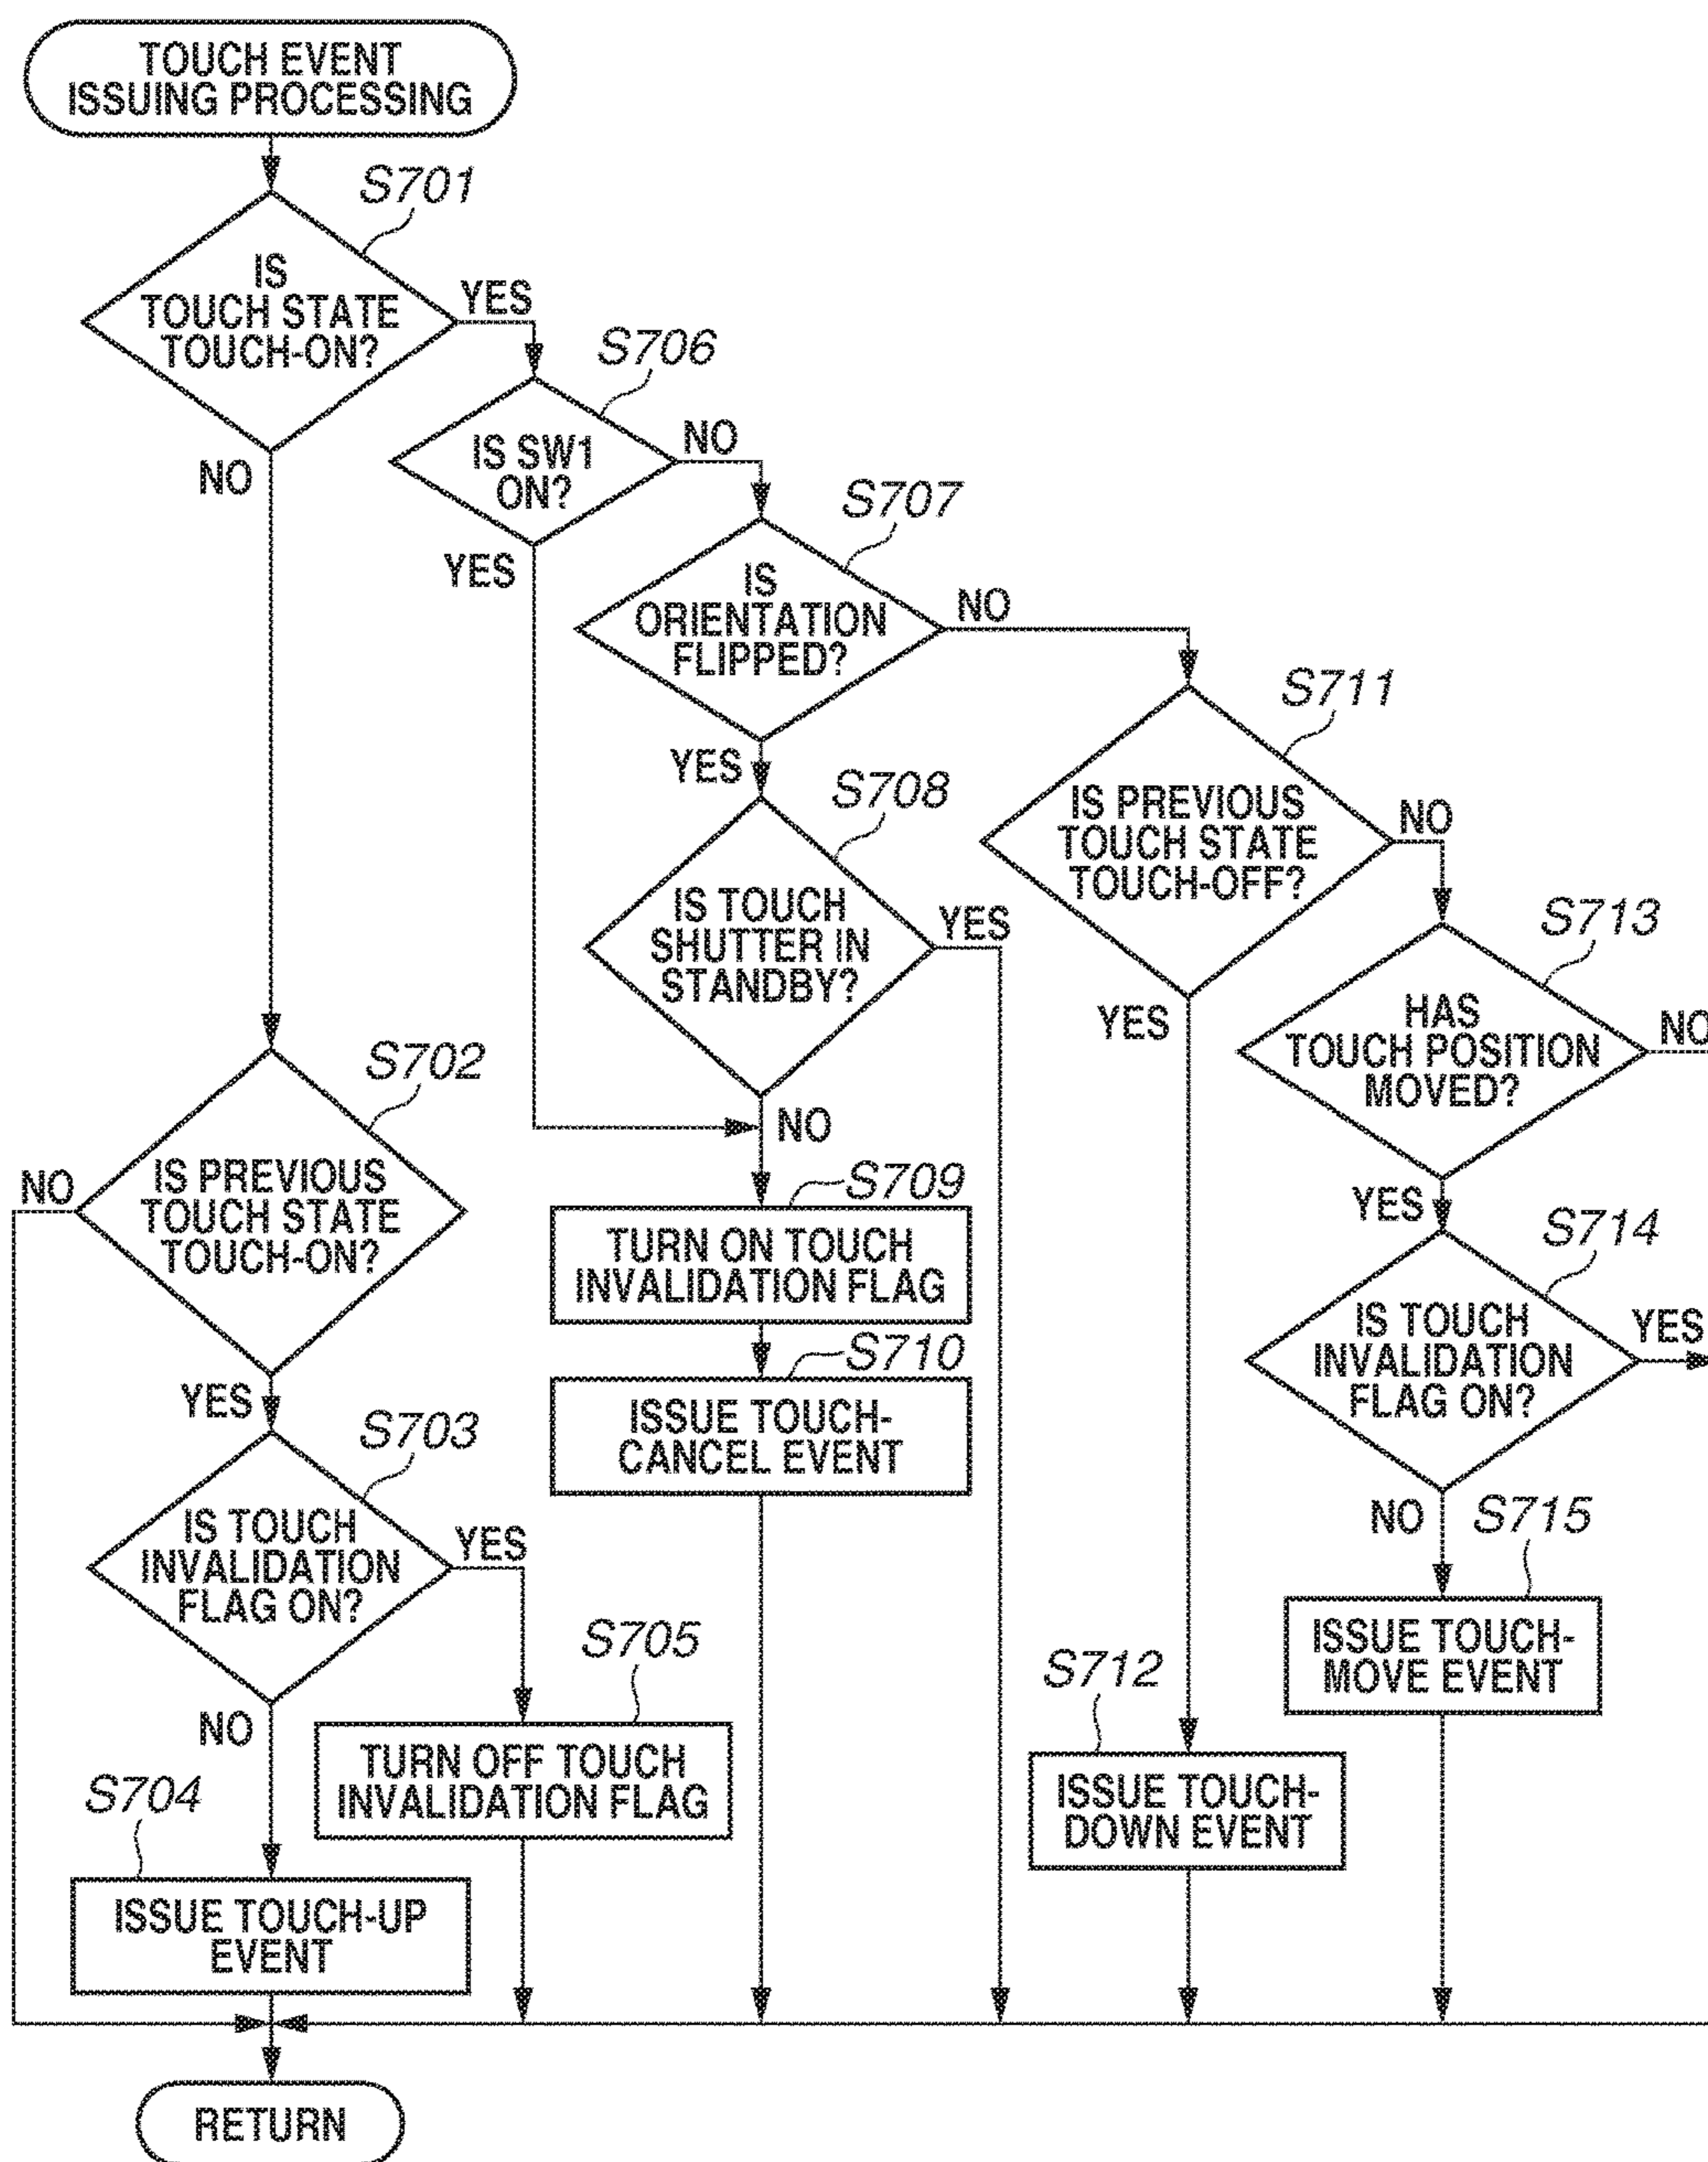 TOUCH EVENT
ISSUING PROCESSING
S701
IS
TOUCH STATE
TOUCH-ON?
YES
NO
S706
IS SW1
ON?
NO
YES
S707
IS
ORIENTATION
FLIPPED?
NO
YES
S708
IS TOUCH
SHUTTER IN
STANDBY?
YES
NO
S711
IS PREVIOUS
TOUCH STATE
TOUCH-OFF?
NO
YES
S713
HAS
TOUCH POSITION
MOVED?
NO
YES
S702
IS PREVIOUS
TOUCH STATE
TOUCH-ON?
NO
YES
S709
TURN ON TOUCH
INVALIDATION FLAG
S710
ISSUE TOUCH-
CANCEL EVENT
S714
IS TOUCH
INVALIDATION
FLAG ON?
YES
NO
S715
ISSUE TOUCH-
MOVE EVENT
S703
IS TOUCH
INVALIDATION
FLAG ON?
YES
NO
S705
TURN OFF TOUCH
INVALIDATION FLAG
S712
ISSUE TOUCH-
DOWN EVENT
S704
ISSUE TOUCH-UP
EVENT
RETURN